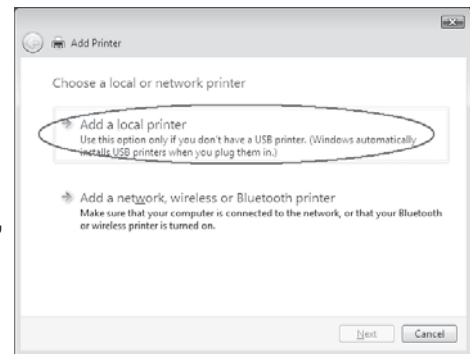 Add Printer
Choose a local or network printer
Add a local printer
Use this option only if you don't have a USB printer. (Windows automatically
installs USB printers when you plug them in.)
Add a network, wireless or Bluetooth printer
Make sure that your computer is connected to the network, or that your Bluetooth
or wireless printer is turned on.
Next Cancel